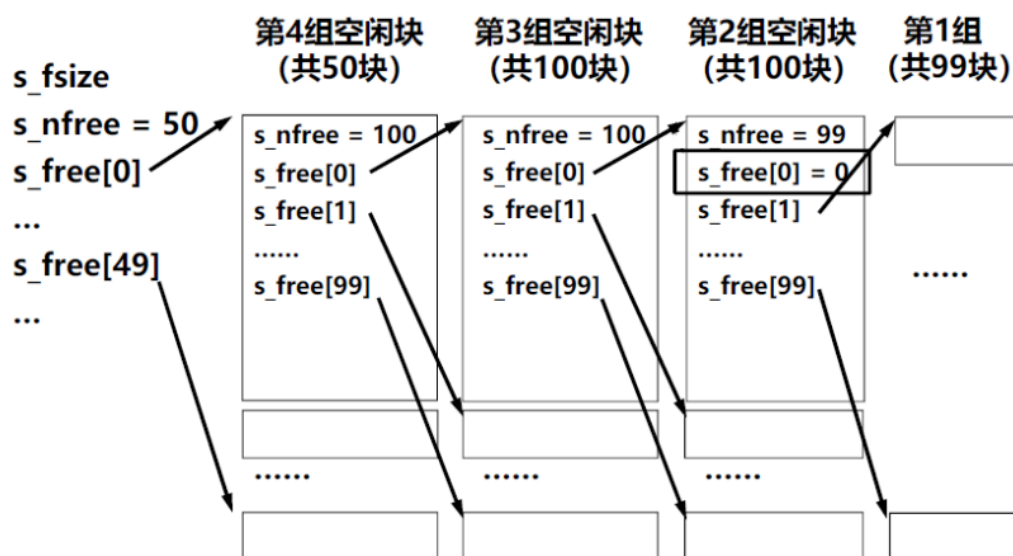 第4组空闲块
（共50块）
第3组空闲块
（共100块）
第2组空闲块
（共100块）
第1组
（共99块）
s_fsize
s_nfree = 50
s_free[0]
...
s_free[49]
...
s_nfree = 100
s_free[0]
s_free[1]
......
s_free[99]
......
s_nfree = 100
s_free[0]
s_free[1]
......
s_free[99]
......
s_nfree = 99
s_free[0] = 0
s_free[1]
......
s_free[99]
......
......